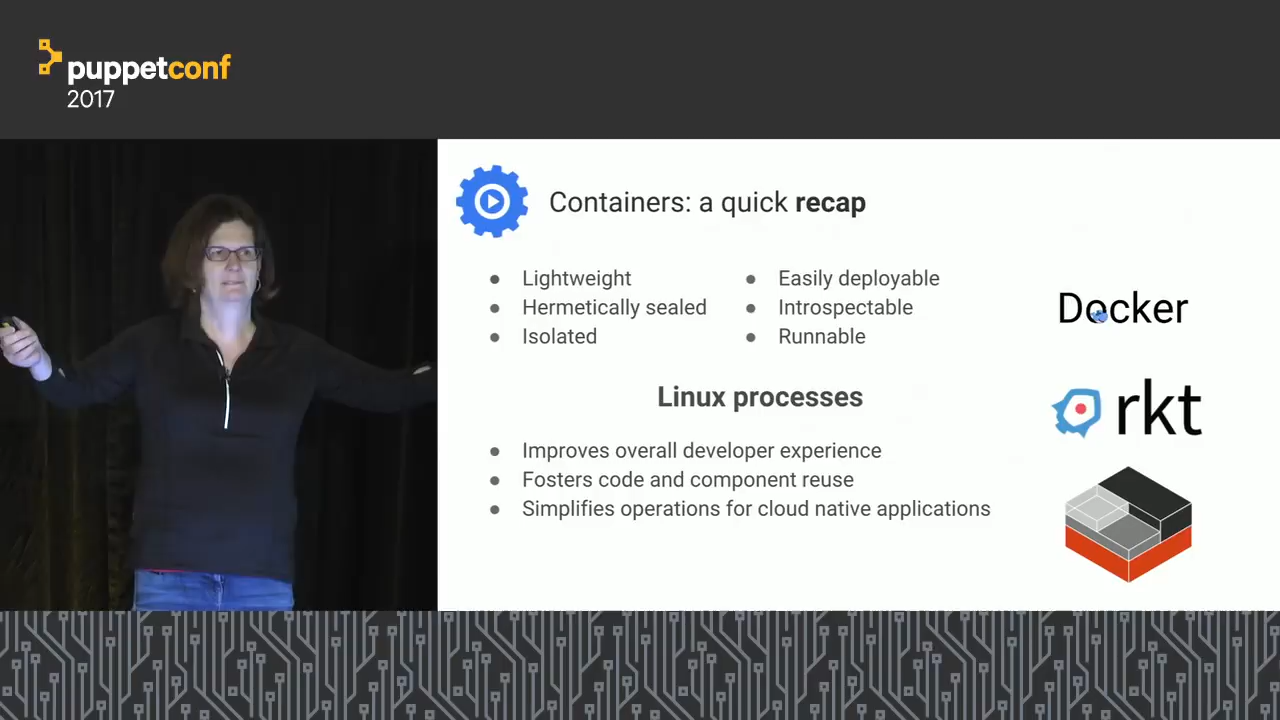 puppetconf
2017
Containers: a quick recap
Lightweight
Hermetically sealed
Isolated
Easily deployable
Introspectable
Runnable
Docker
Linux processes
rkt
Improves overall developer experience
Fosters code and component reuse
Simplifies operations for cloud native applications